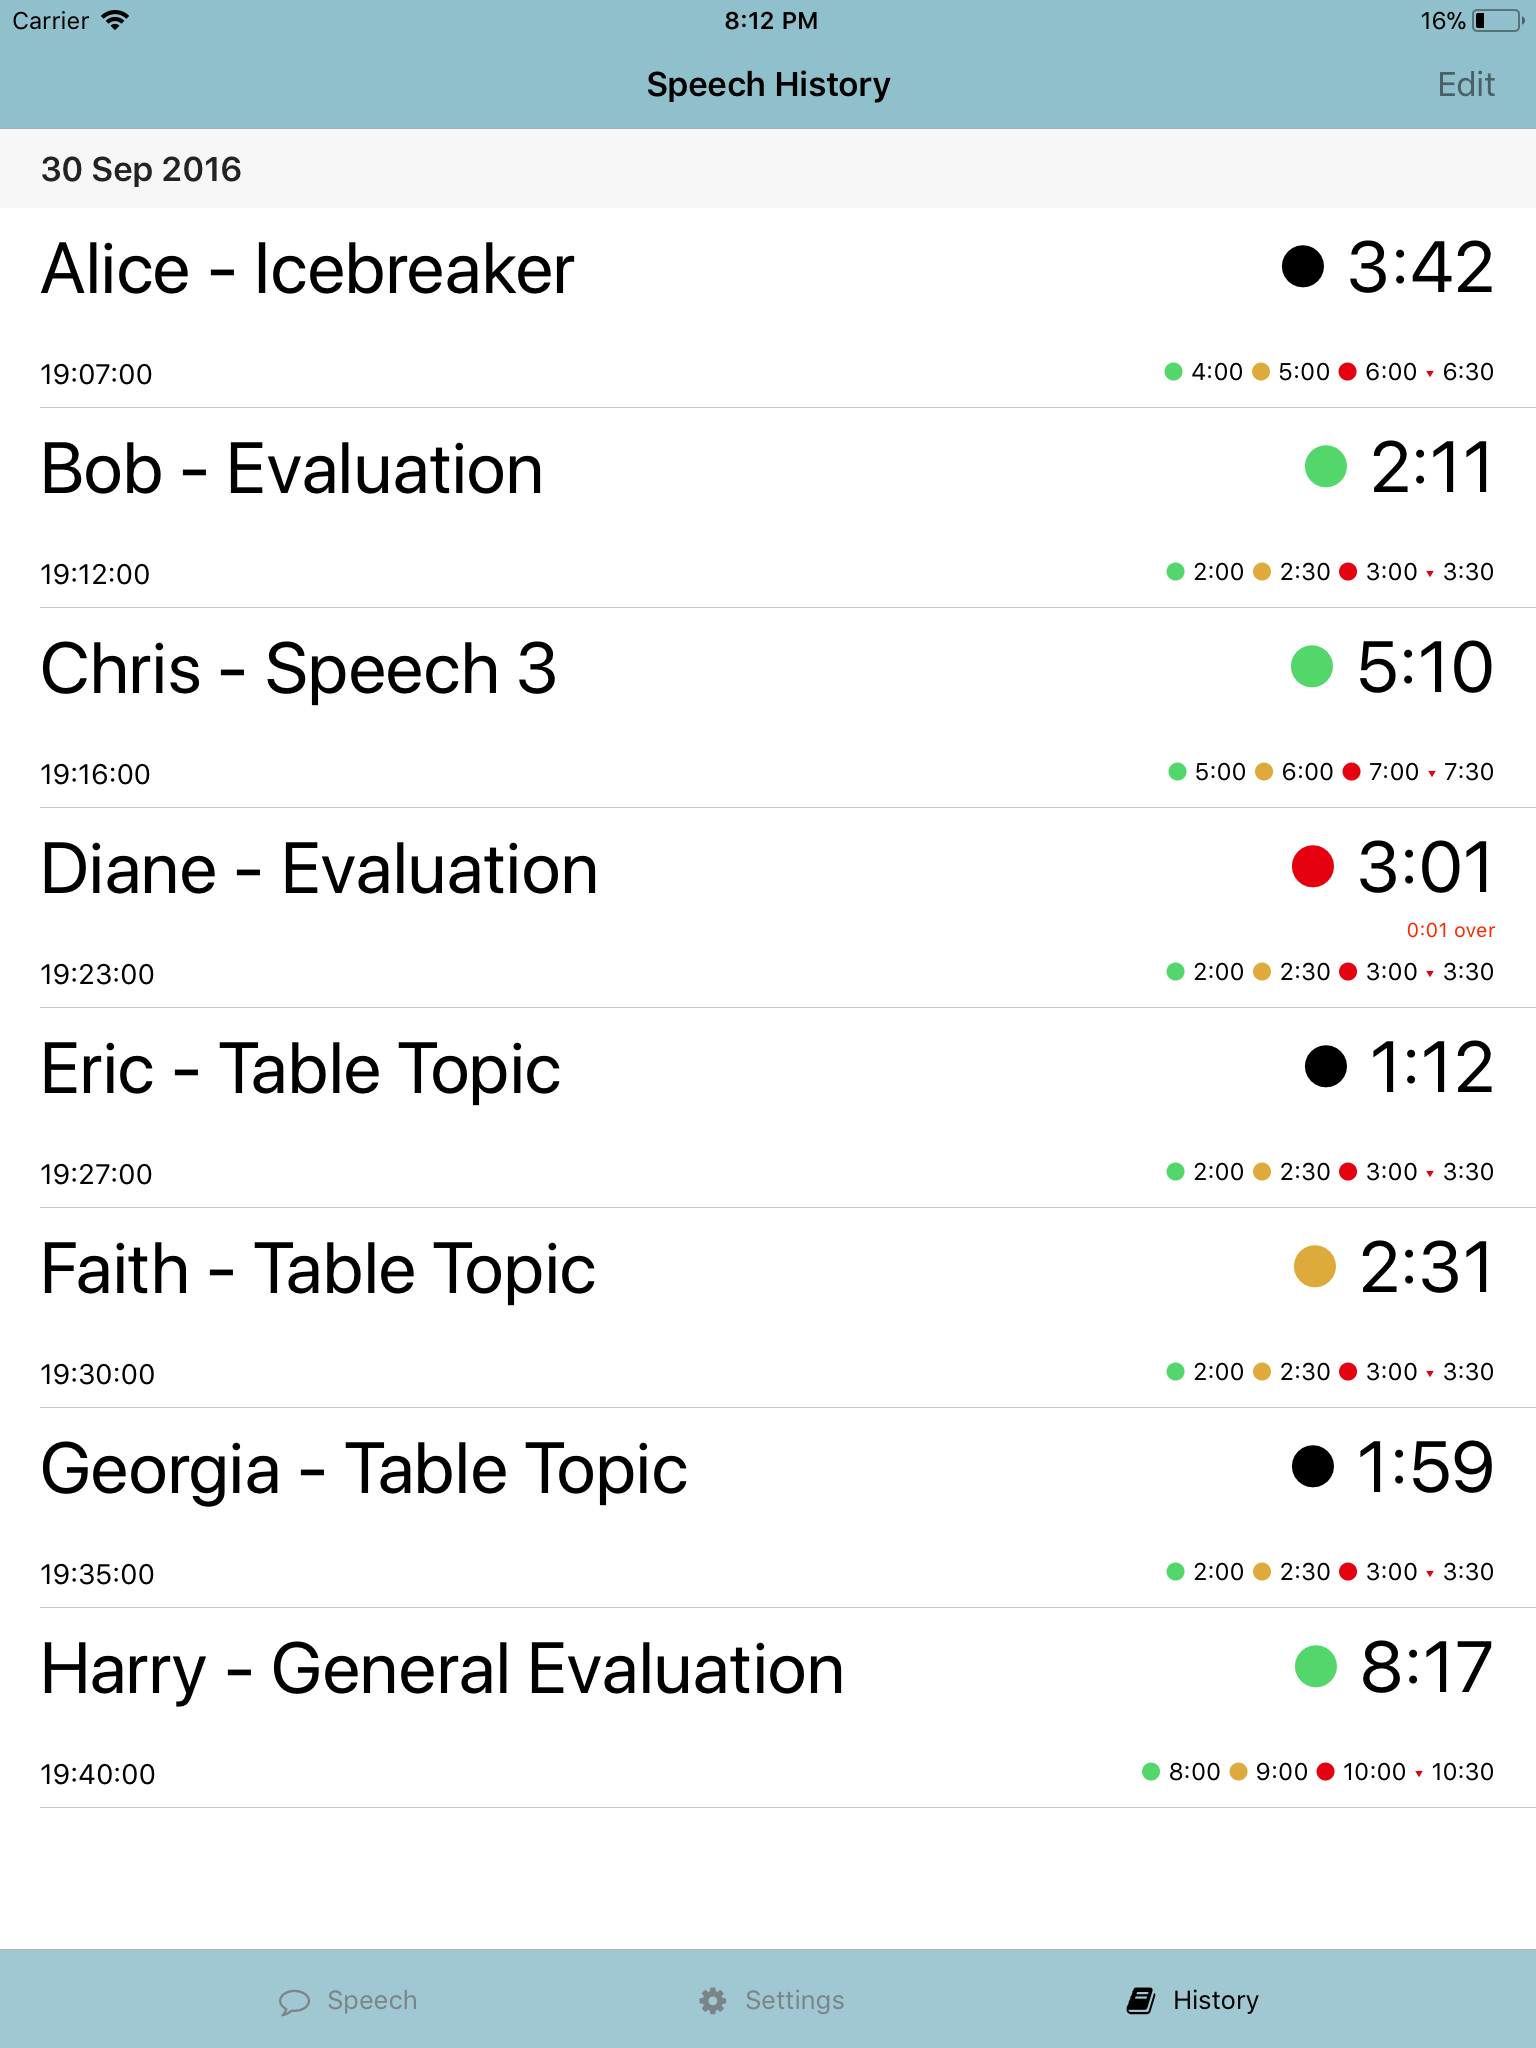 Carrier 8:12 PM 16%
Speech History Edit
30 Sep 2016
Alice - Icebreaker 3:42
19:07:00 4:00 5:00 6:00 6:30
Bob - Evaluation 2:11
19:12:00 2:00 2:30 3:00 3:30
Chris - Speech 3 5:10
19:16:00 5:00 6:00 7:00 7:30
Diane - Evaluation 3:01
0:01 over
19:23:00 2:00 2:30 3:00 3:30
Eric - Table Topic 1:12
19:27:00 2:00 2:30 3:00 3:30
Faith - Table Topic 2:31
19:30:00 2:00 2:30 3:00 3:30
Georgia - Table Topic 1:59
19:35:00 2:00 2:30 3:00 3:30
Harry - General Evaluation 8:17
19:40:00 8:00 9:00 10:00 10:30
Speech Settings History